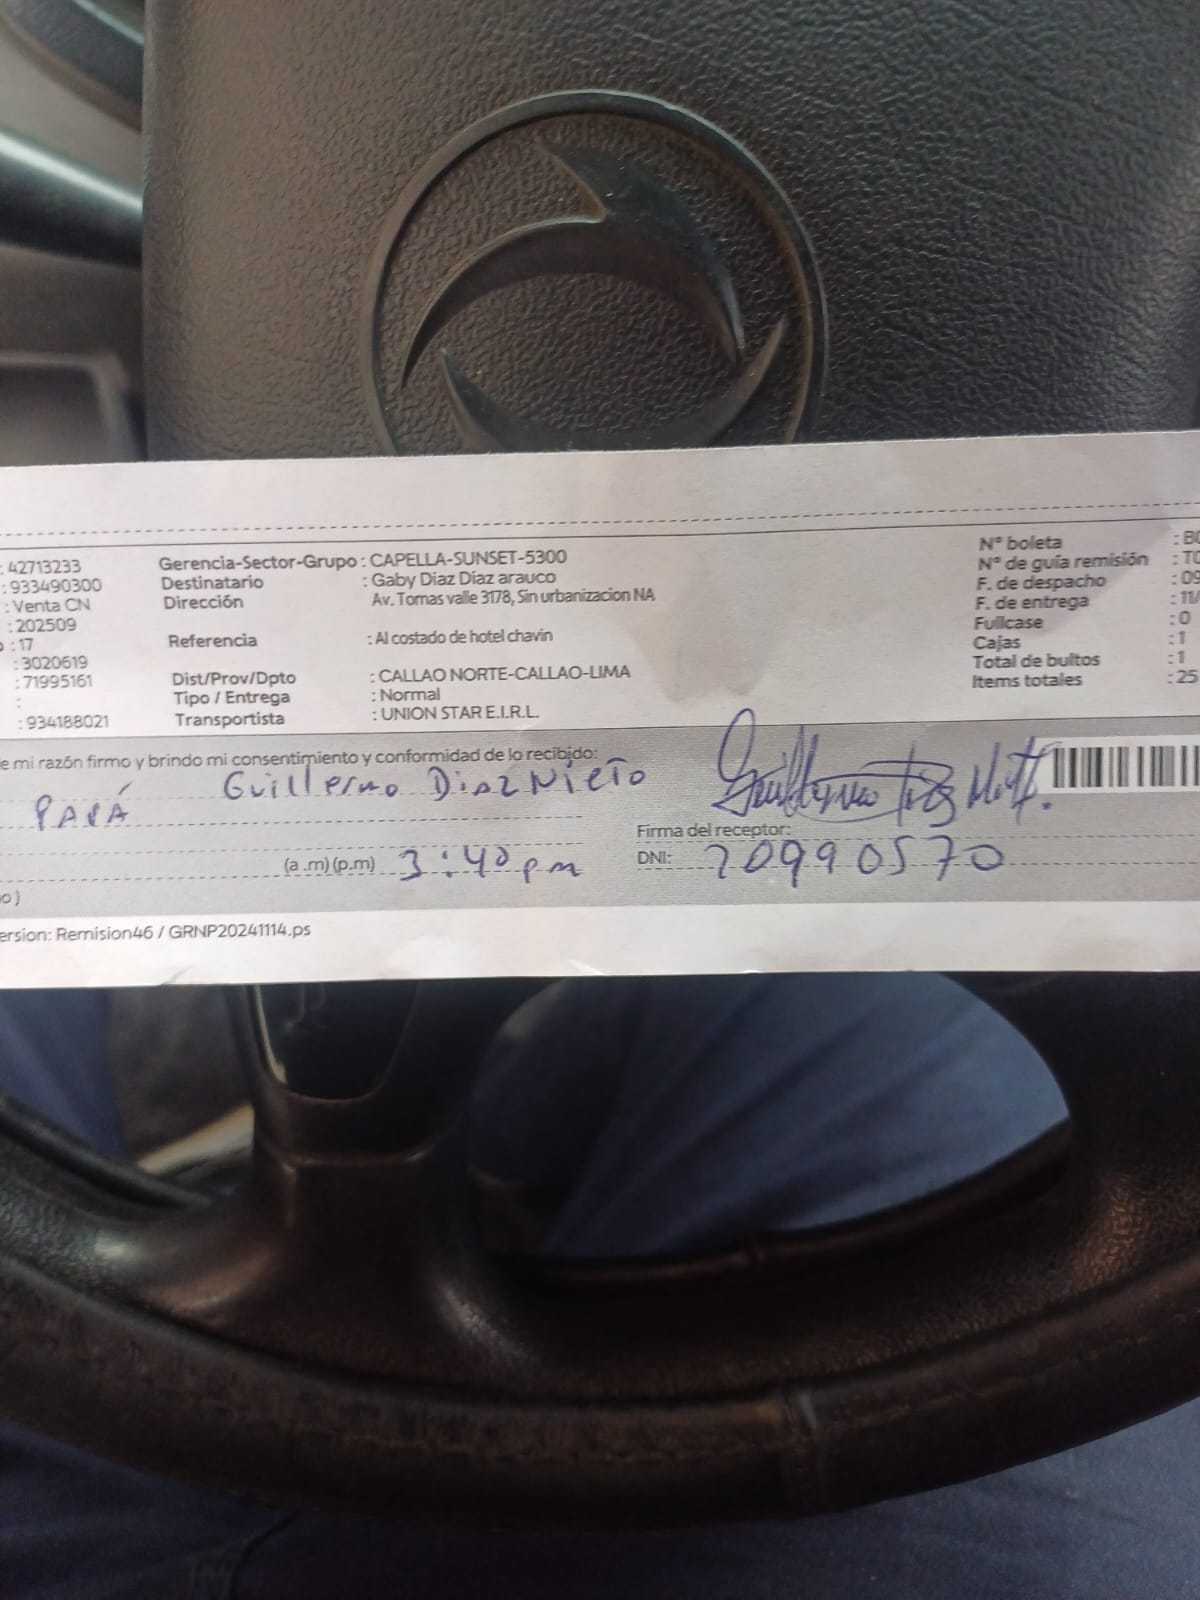 : 42713233 Gerencia-Sector-Grupo : CAPELLA-SUNSET-5300 N° boleta : B
: 933490300 Destinatario : Gaby Diaz Diaz arauco N° de guía remisión : T
: Venta CN Dirección Av. Tomas valle 3178, Sin urbanizacion NA F. de despacho : 09
: 202509 F. de entrega : 11/
: 17 Referencia : Al costado de hotel chavin Fullcase : 0
: 3020619 Cajas : 1
: 71995161 Dist/Prov/Dpto : CALLAO NORTE-CALLAO-LIMA Total de bultos : 1
: Tipo / Entrega : Normal Items totales : 25
: 934188021 Transportista : UNION STAR E.I.R.L.
e mi razón firmo y brindo mi consentimiento y conformidad de lo recibido:
PAPÁ Guillermo Diaz Nieto
Firma del receptor:
(a .m) (p.m) 3:40 pm DNI: 20990570
o )
ersion: Remision46 / GRNP20241114.ps